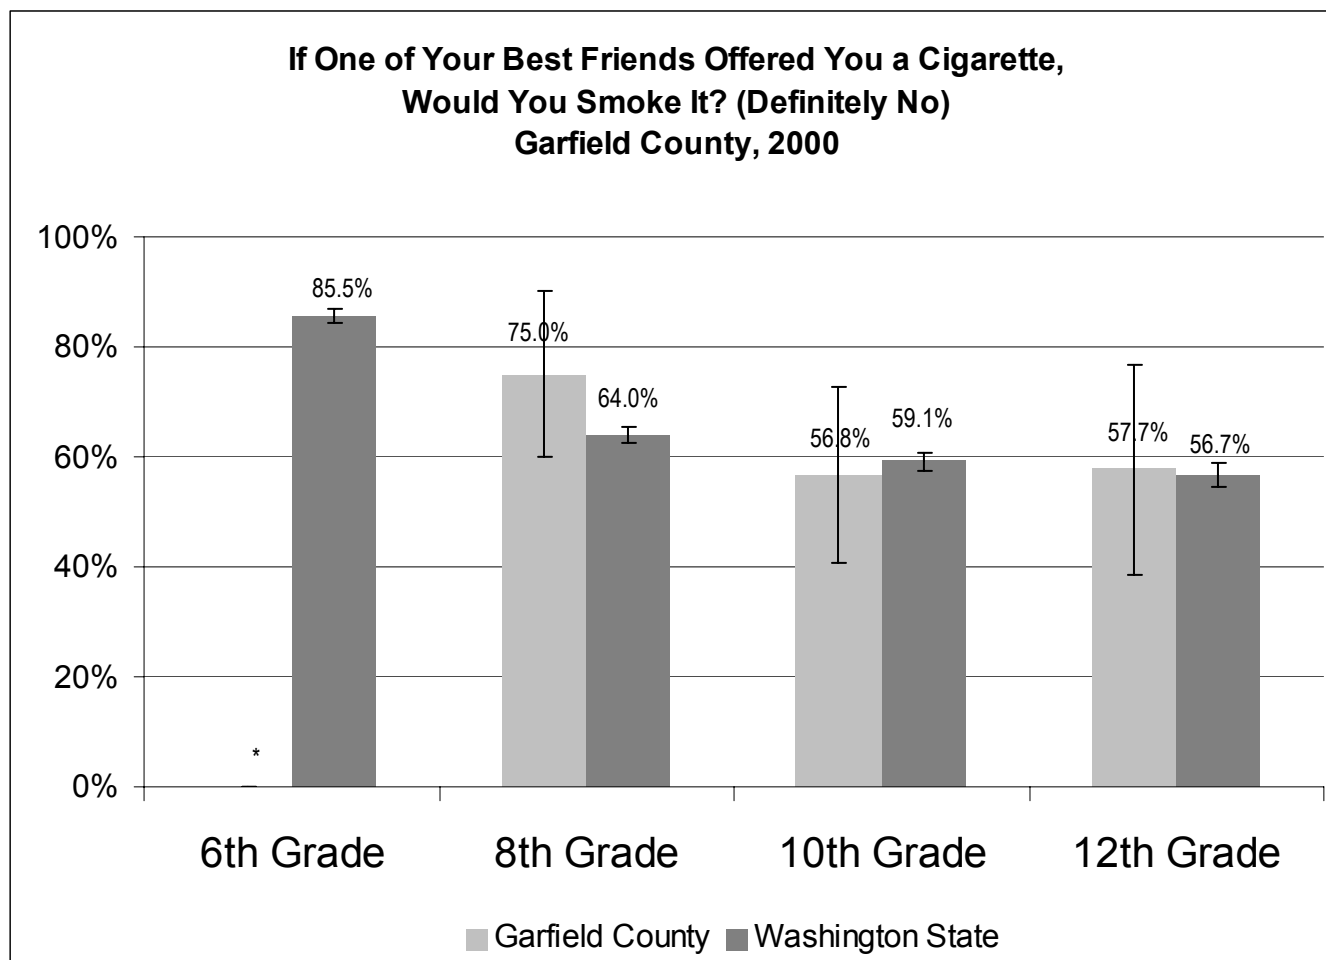 If One of Your Best Friends Offered You a Cigarette,
Would You Smoke It? (Definitely No)
Garfield County, 2000
100%
80%
60%
40%
20%
0%
*
85.5%
75.0%
64.0%
56.8%
59.1%
57.7%
56.7%
6th Grade
8th Grade
10th Grade
12th Grade
Garfield County
Washington State